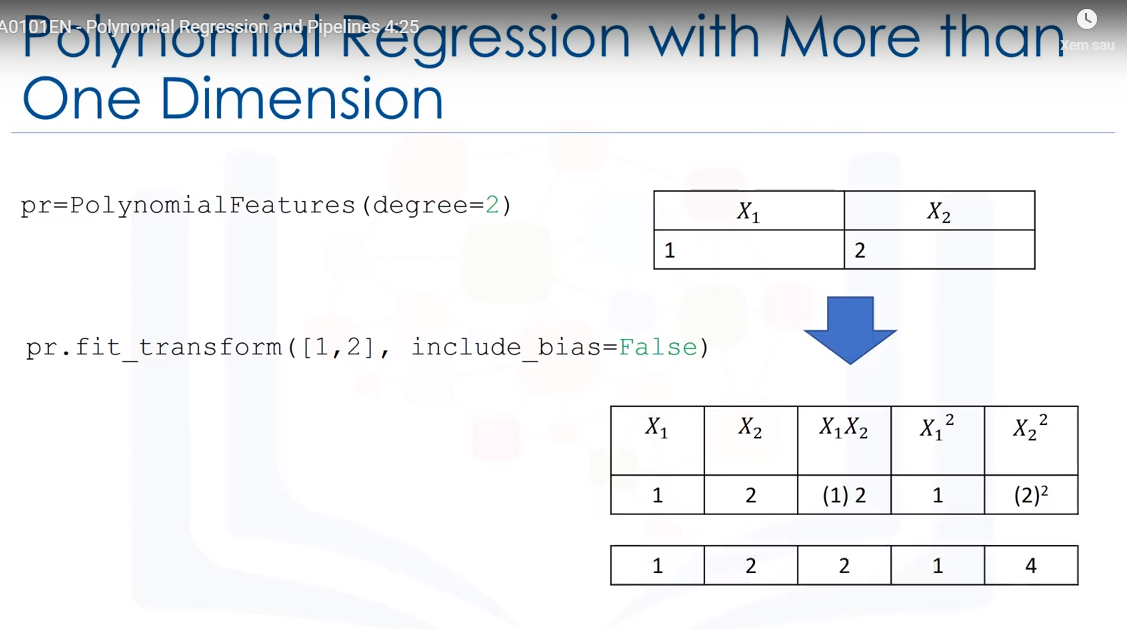 A0101EN - Polynomial Regression and Pipelines 4:25
Xem sau
Polynomial Regression with More than
One Dimension
pr=PolynomialFeatures(degree=2)
X₁ X₂
1 2
pr.fit_transform([1,2], include_bias=False)
X₁ X₂ X₁X₂ X₁² X₂²
1 2 (1) 2 1 (2)²
1 2 2 1 4